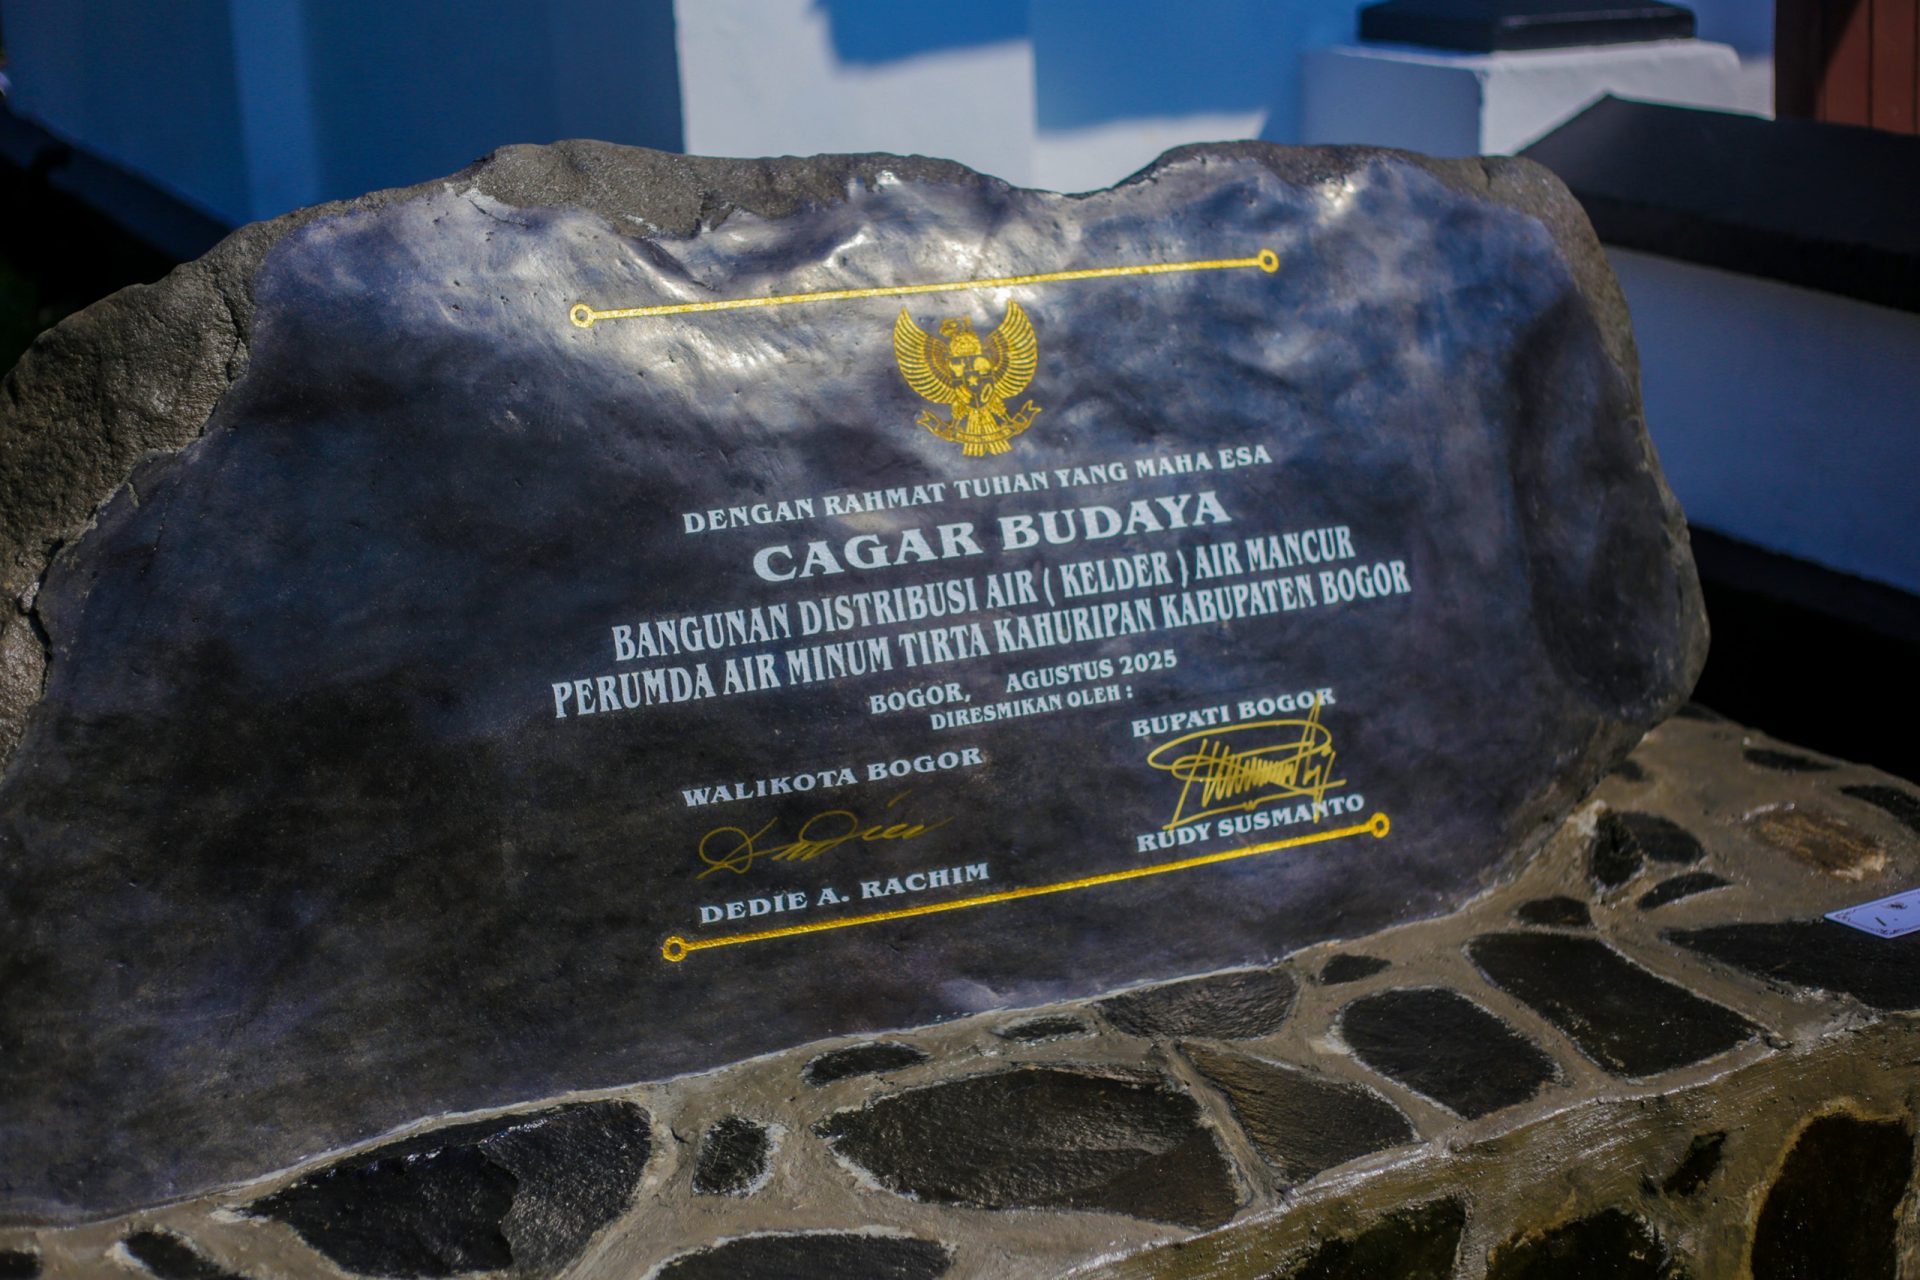 DENGAN RAHMAT TUHAN YANG MAHA ESA
CAGAR BUDAYA
BANGUNAN DISTRIBUSI AIR ( KELDER ) AIR MANCUR
PERUMDA AIR MINUM TIRTA KAHURIPAN KABUPATEN BOGOR
BOGOR, AGUSTUS 2025
DIRESMIKAN OLEH :
WALIKOTA BOGOR
DEDIE A. RACHIM
BUPATI BOGOR
RUDY SUSMANTO